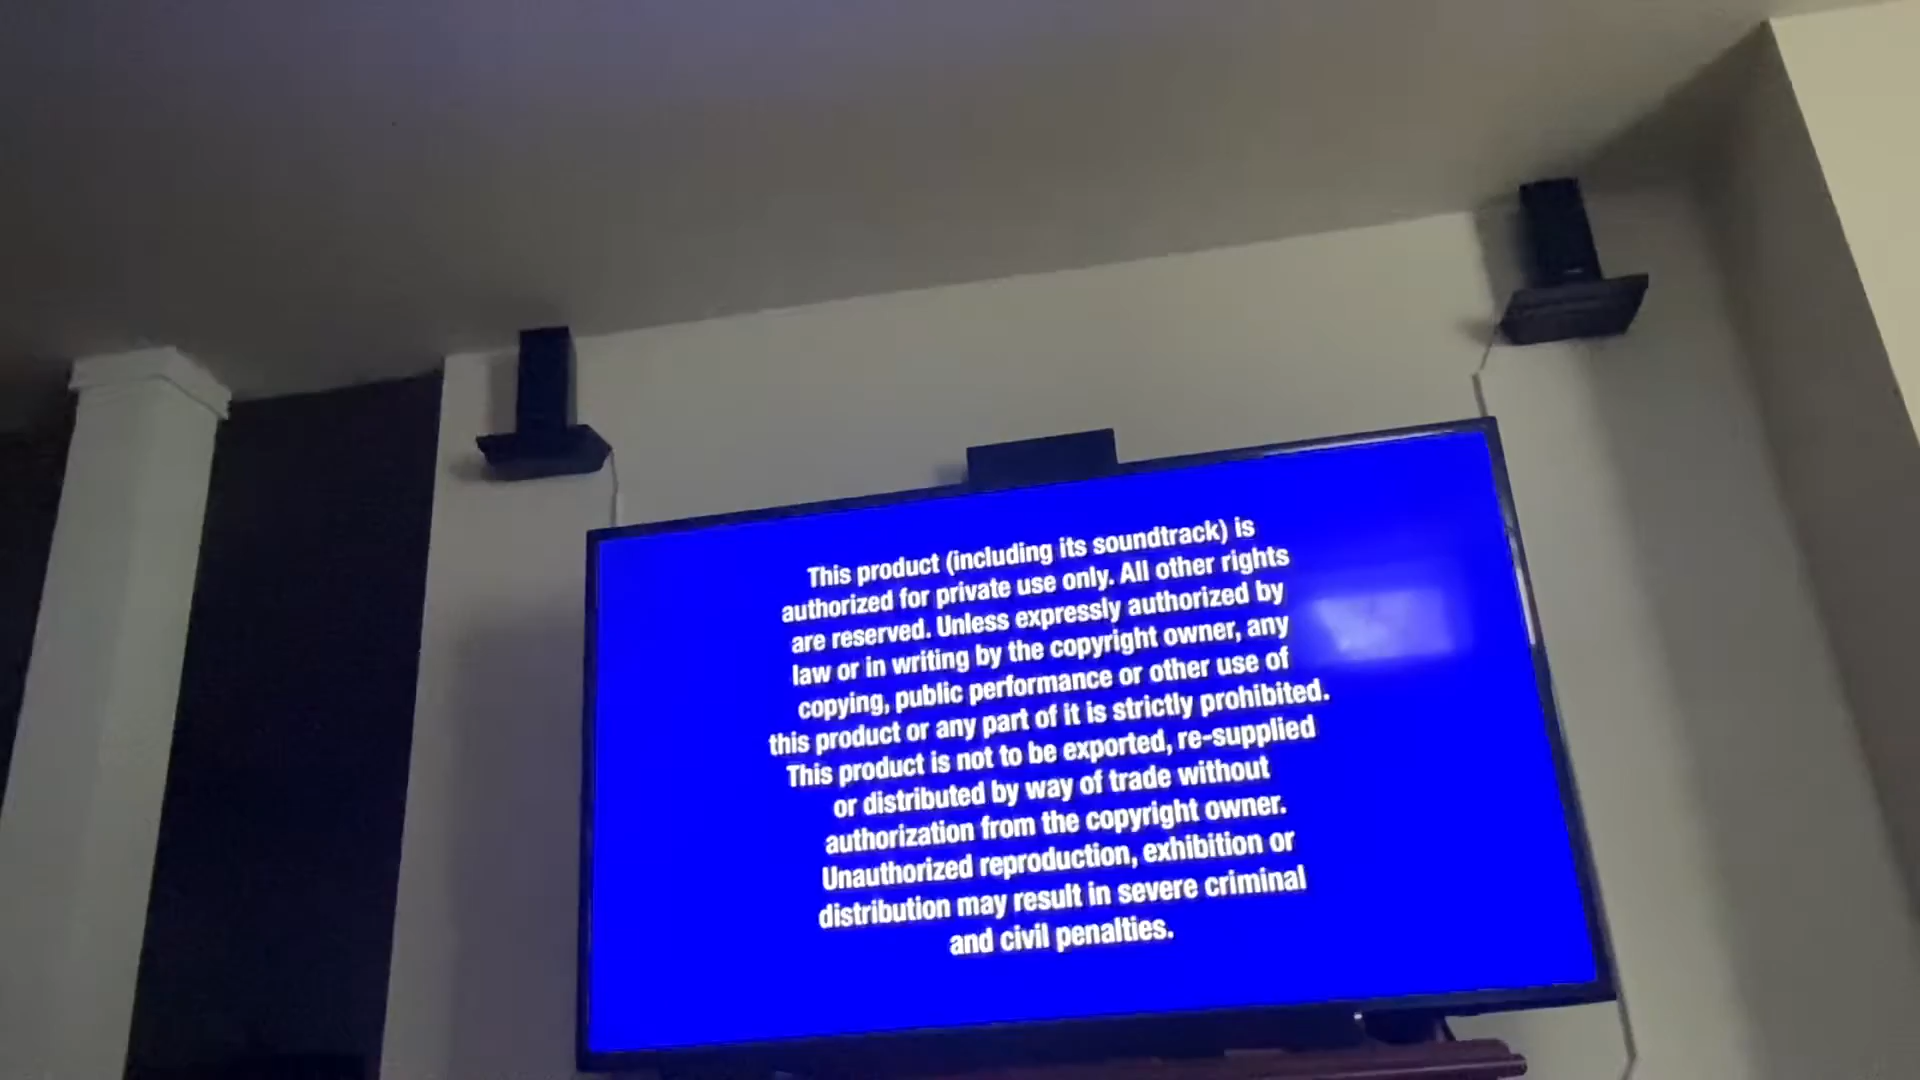 This product (including its soundtrack) is
authorized for private use only. All other rights
are reserved. Unless expressly authorized by
law or in writing by the copyright owner, any
copying, public performance or other use of
this product or any part of it is strictly prohibited.
This product is not to be exported, re-supplied
or distributed by way of trade without
authorization from the copyright owner.
Unauthorized reproduction, exhibition or
distribution may result in severe criminal
and civil penalties.